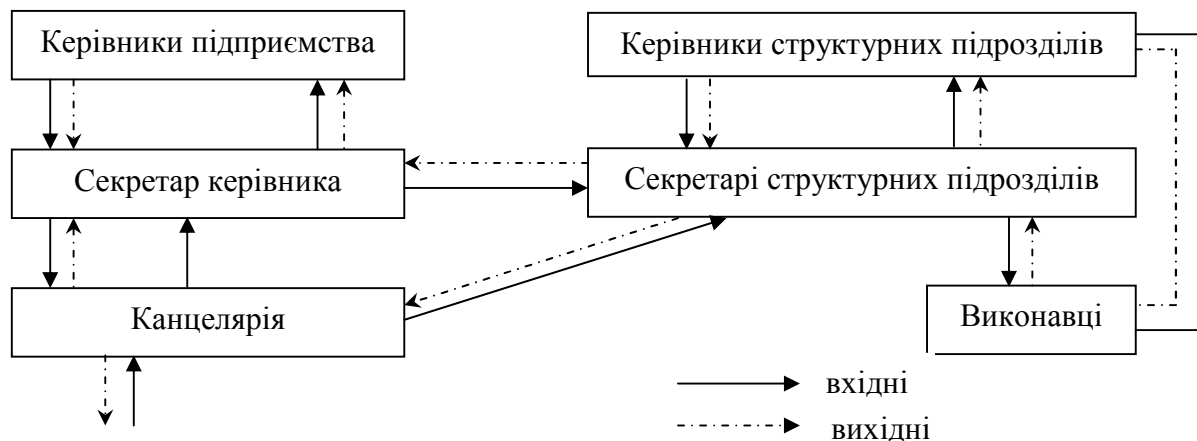 Керівники підприємства
Керівники структурних підрозділів
Секретар керівника
Секретарі структурних підрозділів
Канцелярія
Виконавці
вхідні
вихідні